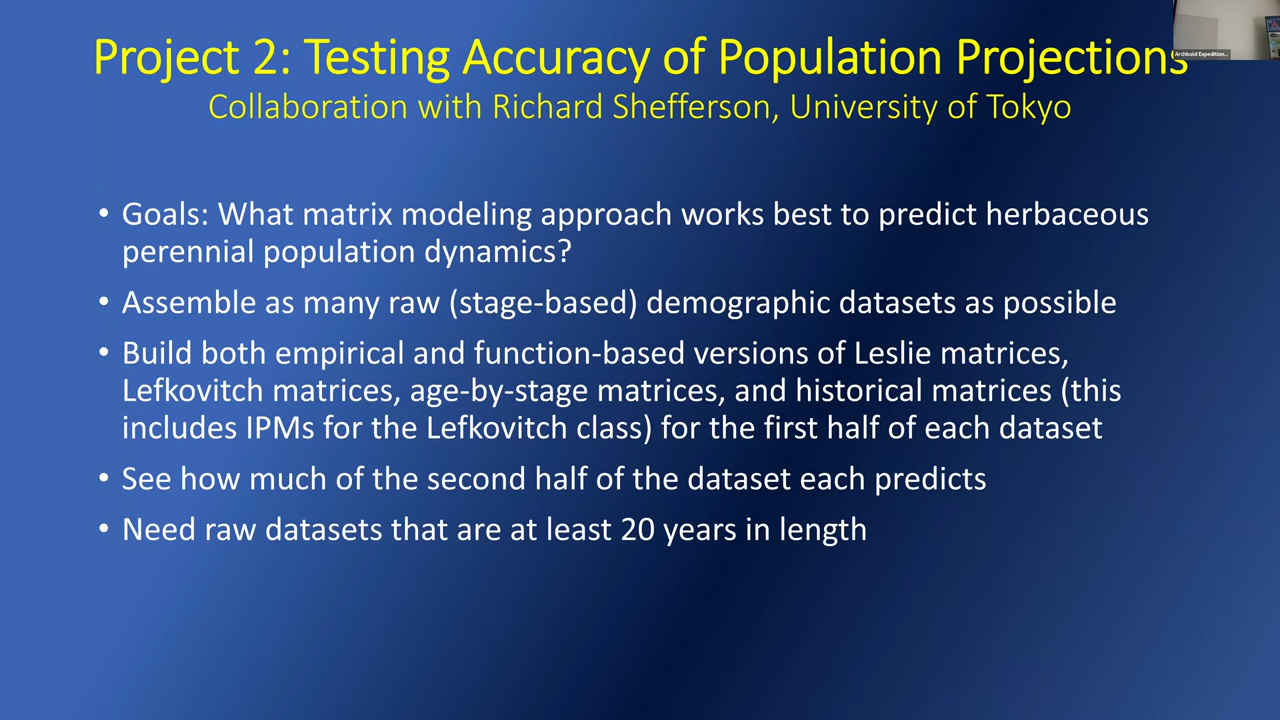 Project 2: Testing Accuracy of Population Projections
Collaboration with Richard Shefferson, University of Tokyo
• Goals: What matrix modeling approach works best to predict herbaceous
perennial population dynamics?
• Assemble as many raw (stage-based) demographic datasets as possible
• Build both empirical and function-based versions of Leslie matrices,
Lefkovitch matrices, age-by-stage matrices, and historical matrices (this
includes IPMs for the Lefkovitch class) for the first half of each dataset
• See how much of the second half of the dataset each predicts
• Need raw datasets that are at least 20 years in length
Archbold Expedition...